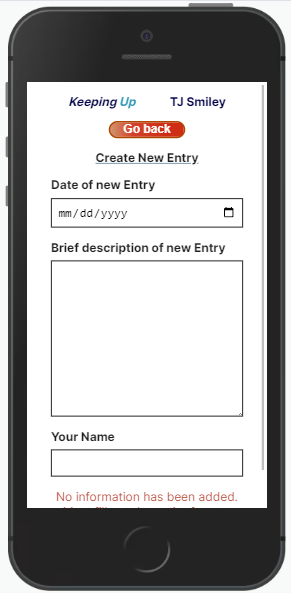 Keeping Up TJ Smiley
Go back
Create New Entry
Date of new Entry
mm/dd/yyyy
Brief description of new Entry
Your Name
No information has been added.